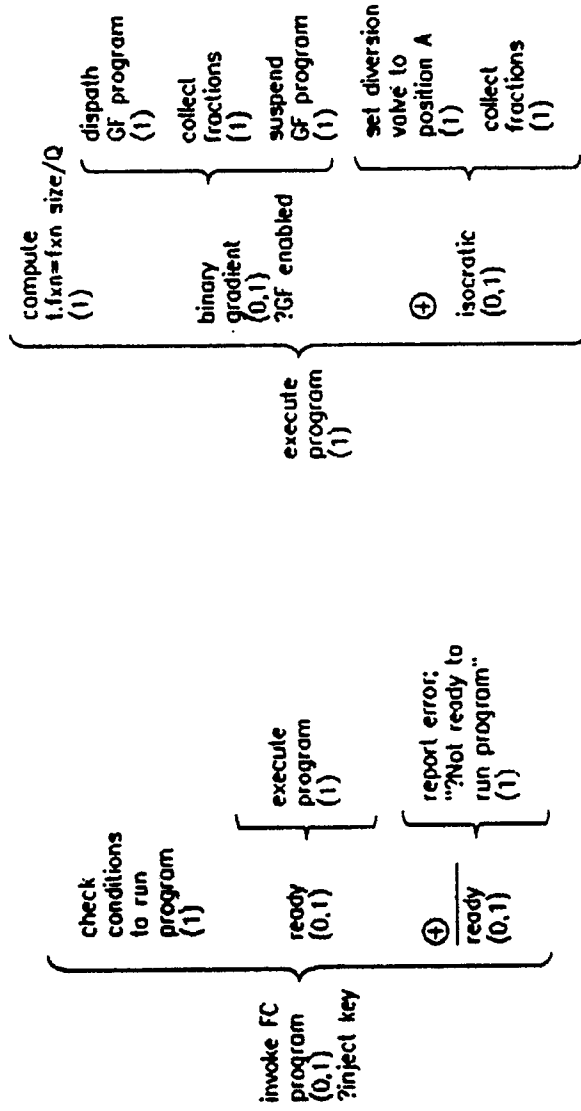 invoke FC
program
(0,1)
?inject key
check
conditions
to run
program
(1)
ready
(0,1)
execute
program
(1)
⊕
ready
(0,1)
report error;
"?Not ready to
run program"
(1)
execute
program
(1)
compute
t.fxn=fxn size/Q
(1)
binary
gradient
(0,1)
?GF enabled
dispath
GF program
(1)
collect
fractions
(1)
suspend
GF program
(1)
⊕
isocratic
(0,1)
set diversion
valve to
position A
(1)
collect
fractions
(1)